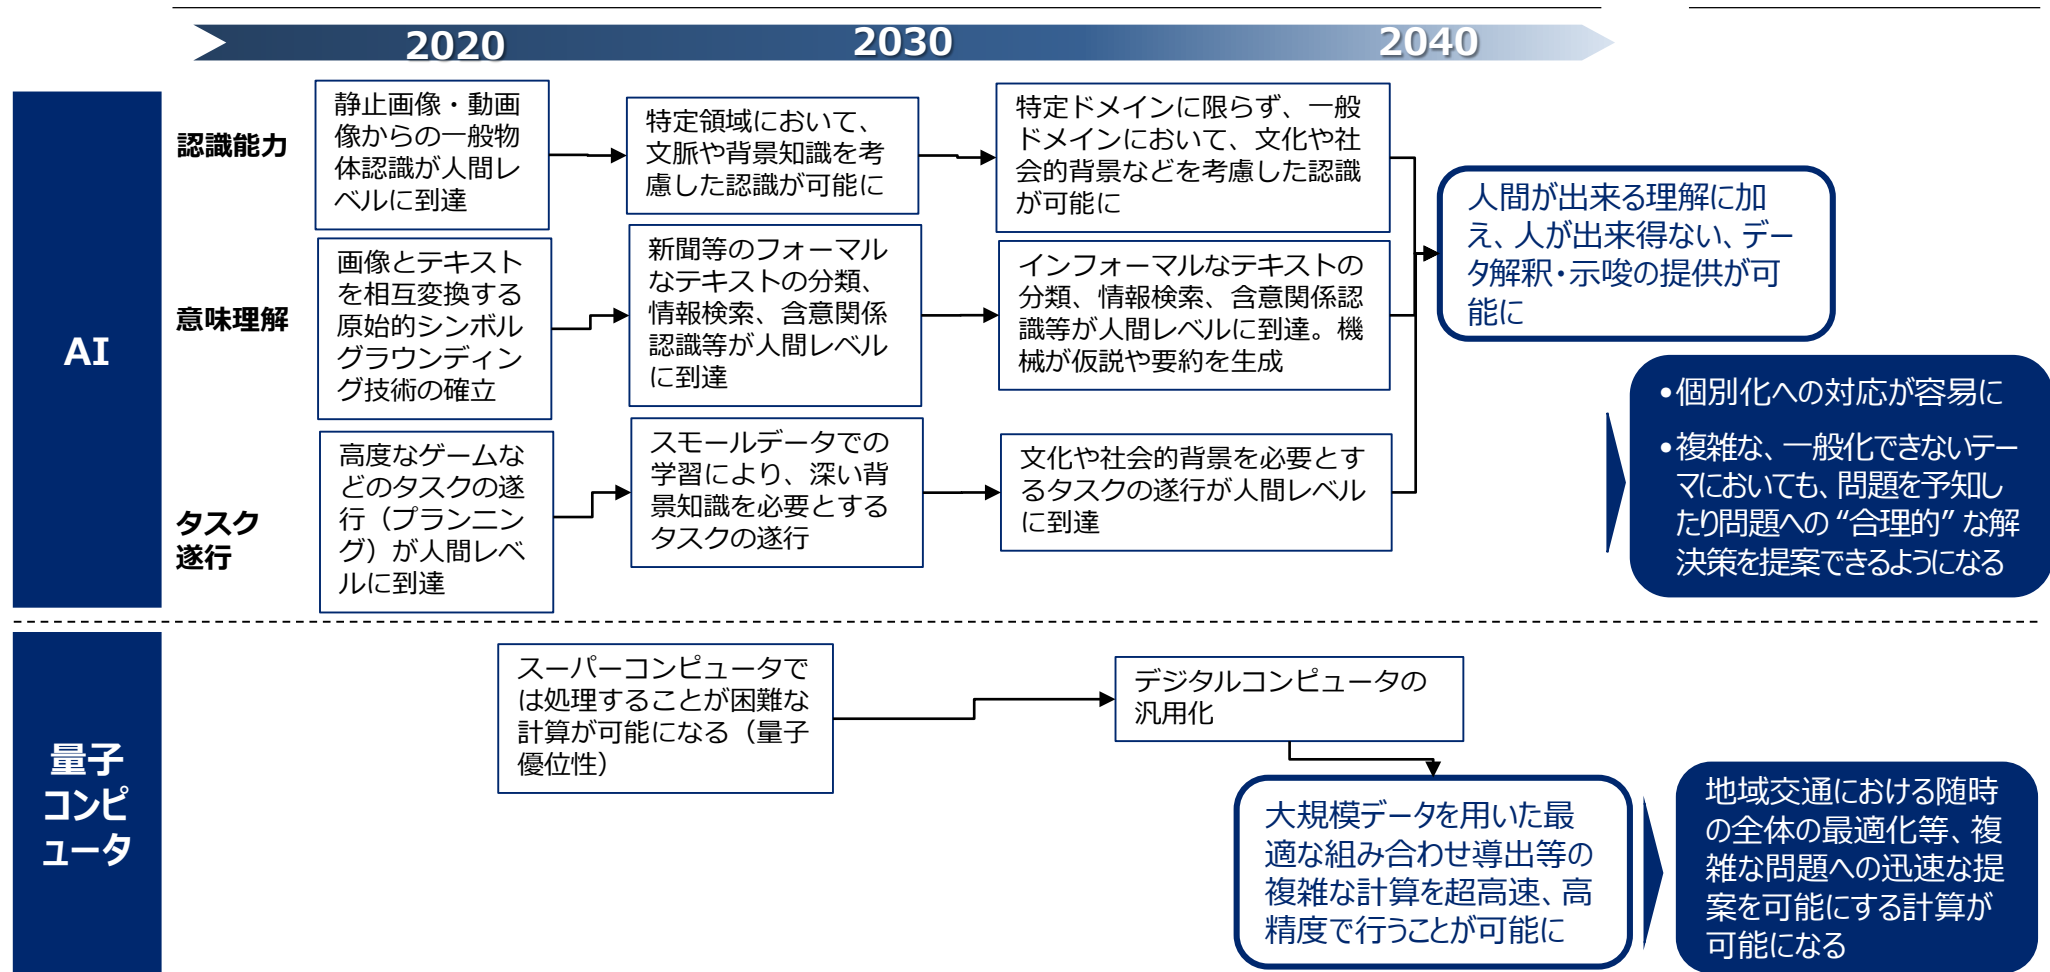 2020
2030
2040
AI
認識能力
静止画像・動画
像からの一般物
体認識が人間レ
ベルに到達
特定領域において、
文脈や背景知識を考
慮した認識が可能に
特定ドメインに限らず、一般
ドメインにおいて、文化や社
会的背景などを考慮した認識
が可能に
意味理解
画像とテキスト
を相互変換する
原始的シンボル
グラウンディン
グ技術の確立
新聞等のフォーマル
なテキストの分類、
情報検索、含意関係
認識等が人間レベル
に到達
インフォーマルなテキストの
分類、情報検索、含意関係認
識等が人間レベルに到達。機
械が仮説や要約を生成
タスク
遂行
高度なゲームな
どのタスクの遂
行（プランニン
グ）が人間レベ
ルに到達
スモールデータでの
学習により、深い背
景知識を必要とする
タスクの遂行
文化や社会的背景を必要とす
るタスクの遂行が人間レベル
に到達
人間が出来る理解に加
え、人が出来得ない、デー
タ解釈・示唆の提供が可
能に
•個別化への対応が容易に
•複雑な、一般化できないテー
マにおいても、問題を予知し
たり問題への “合理的” な解
決策を提案できるようになる
量子
コンピ
ュータ
スーパーコンピュータで
は処理することが困難な
計算が可能になる（量子
優位性）
デジタルコンピュータの
汎用化
大規模データを用いた最
適な組み合わせ導出等の
複雑な計算を超高速、高
精度で行うことが可能に
地域交通における随時
の全体の最適化等、複
雑な問題への迅速な提
案を可能にする計算が
可能になる